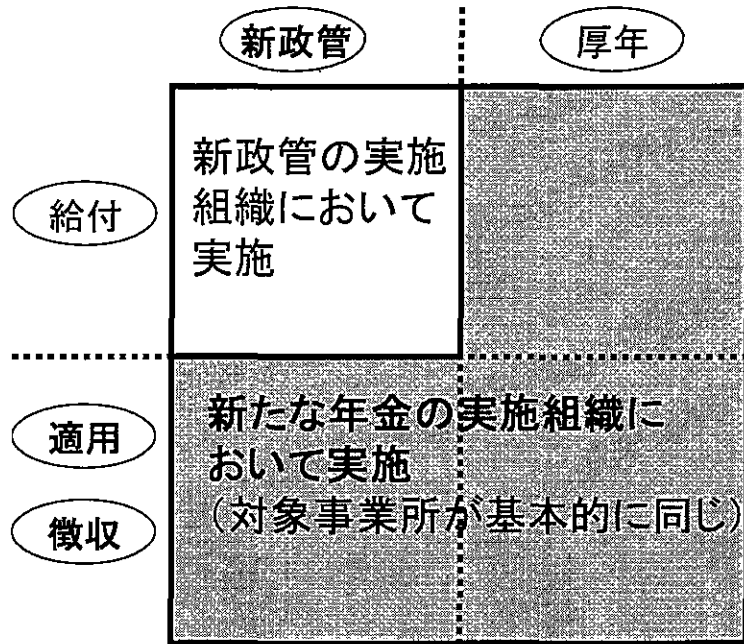 新政管
厚年
給付
新政管の実施
組織において
実施
適用
徴収
新たな年金の実施組織に
おいて実施
（対象事業所が基本的に同じ）